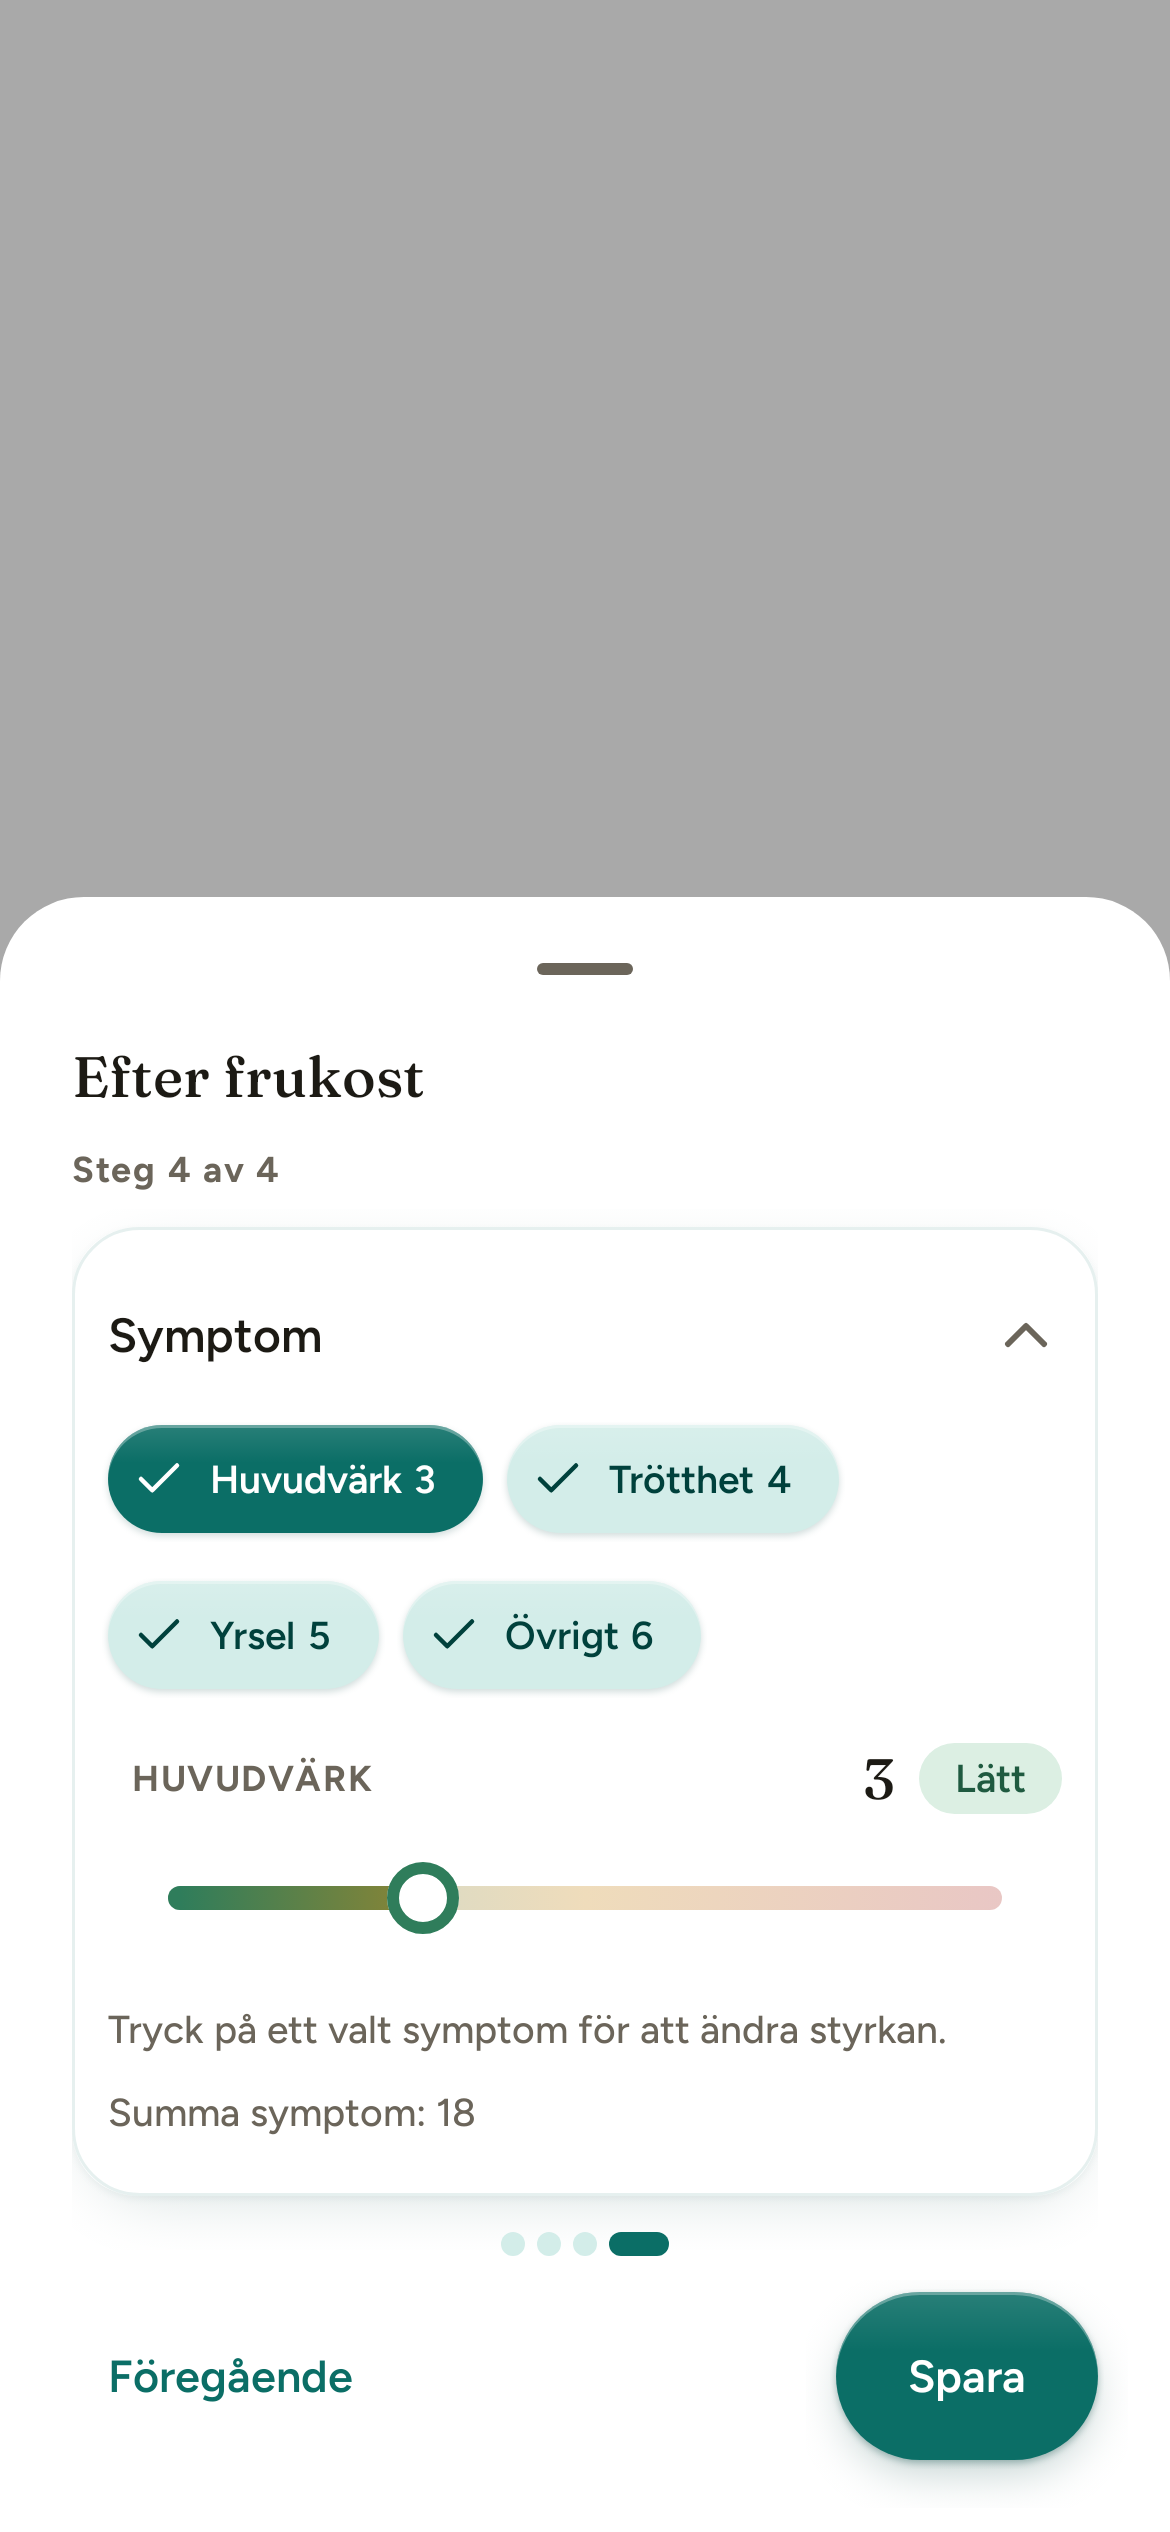 Efter frukost
Steg 4 av 4
Symptom
Huvudvärk 3
Trötthet 4
Yrsel 5
Övrigt 6
HUVUDVÄRK
3
Lätt
Tryck på ett valt symptom för att ändra styrkan.
Summa symptom: 18
Föregående
Spara